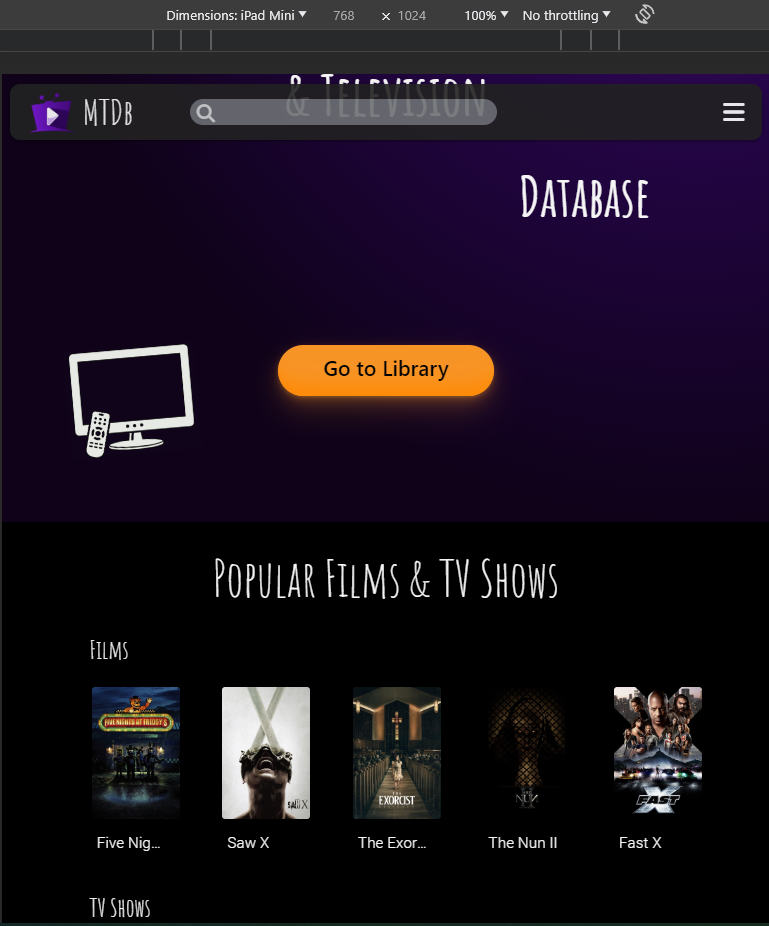 Dimensions: iPad Mini 768 × 1024 100% No throttling
& Television
MTDb
Database
Go to Library
Popular Films & TV Shows
Films
FIVE NIGHTS AT FREDDY'S
SAW X
THE EXORCIST
THE NUN II
FAST X
Five Nig...
Saw X
The Exor...
The Nun II
Fast X
TV Shows